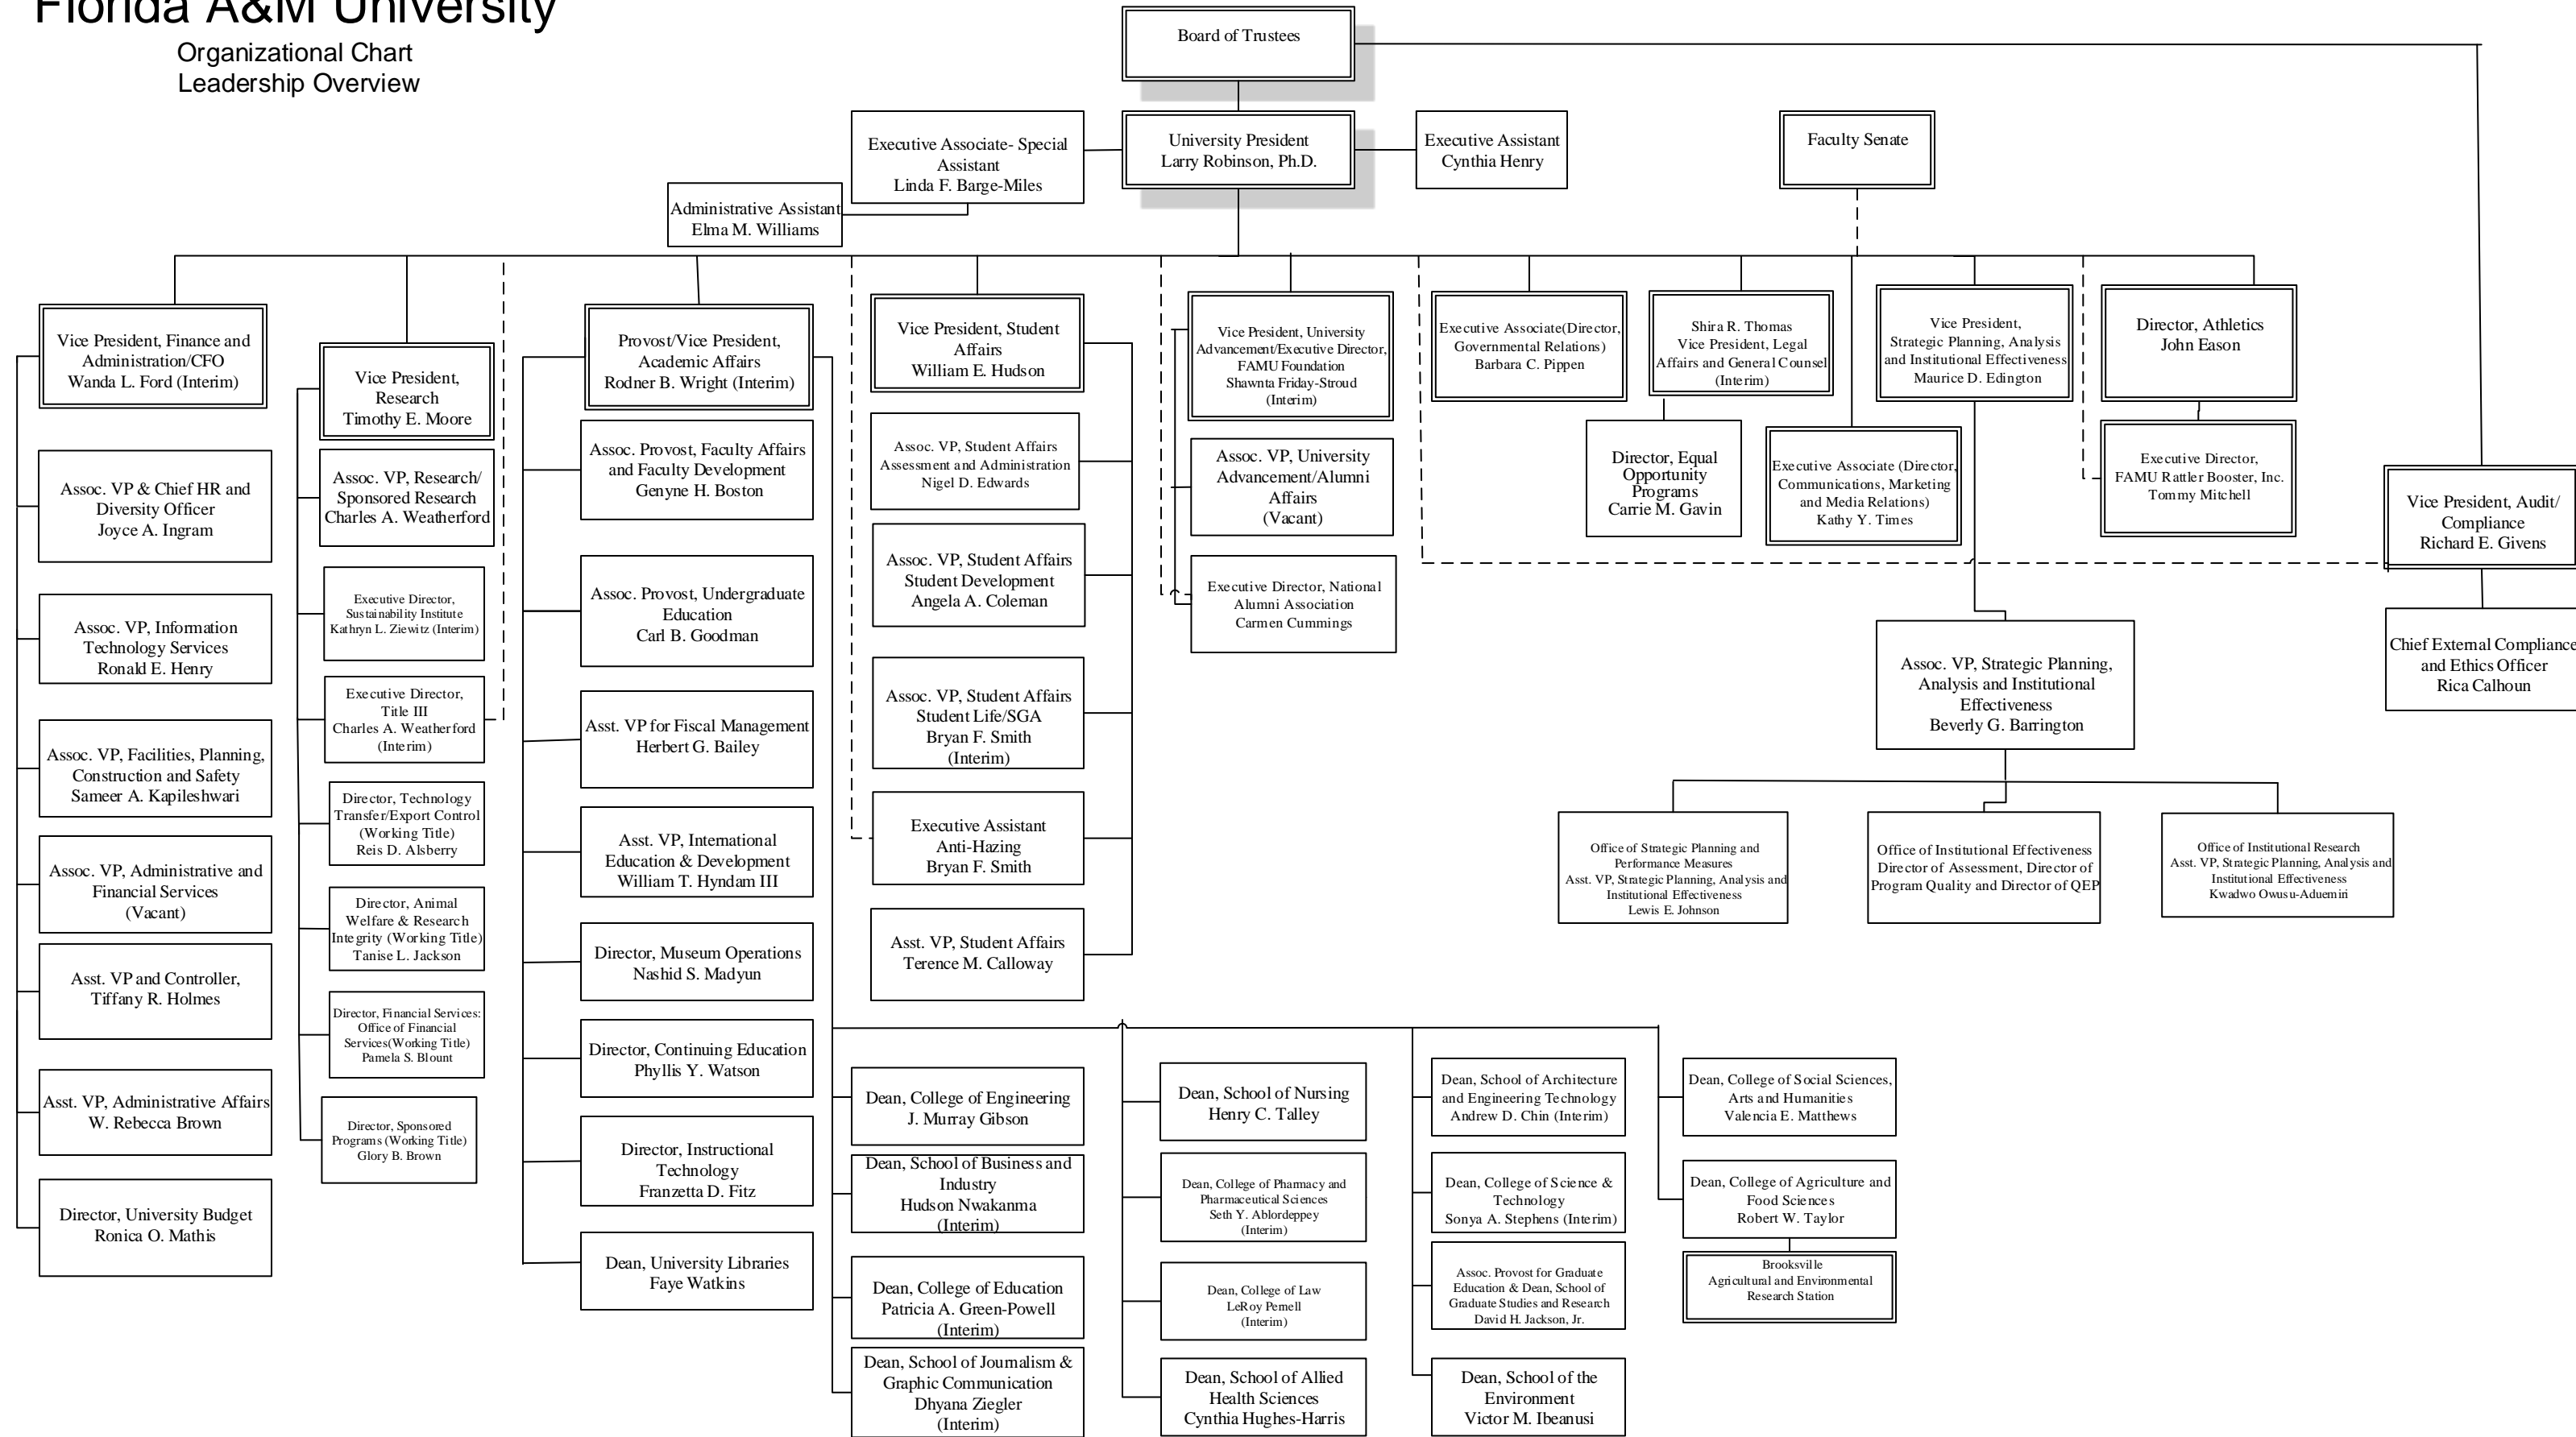 Florida A&M University
Organizational Chart
Leadership Overview
Board of Trustees
University President
Larry Robinson, Ph.D.
Executive Associate- Special
Assistant
Linda F. Barge-Miles
Executive Assistant
Cynthia Henry
Faculty Senate
Administrative Assistant
Elma M. Williams
Vice President, Finance and
Administration/CFO
Wanda L. Ford (Interim)
Assoc. VP & Chief HR and
Diversity Officer
Joyce A. Ingram
Assoc. VP, Information
Technology Services
Ronald E. Henry
Assoc. VP, Facilities, Planning,
Construction and Safety
Sameer A. Kapileshwari
Assoc. VP, Administrative and
Financial Services
(Vacant)
Asst. VP and Controller,
Tiffany R. Holmes
Asst. VP, Administrative Affairs
W. Rebecca Brown
Director, University Budget
Ronica O. Mathis
Vice President,
Research
Timothy E. Moore
Assoc. VP, Research/
Sponsored Research
Charles A. Weatherford
Executive Director,
Sustainability Institute
Kathryn L. Ziewitz (Interim)
Executive Director,
Title III
Charles A. Weatherford
(Interim)
Director, Technology
Transfer/Export Control
(Working Title)
Reis D. Alsberry
Director, Animal
Welfare & Research
Integrity (Working Title)
Tanise L. Jackson
Director, Financial Services:
Office of Financial
Services(Working Title)
Pamela S. Blount
Director, Sponsored
Programs (Working Title)
Glory B. Brown
Provost/Vice President,
Academic Affairs
Rodner B. Wright (Interim)
Assoc. Provost, Faculty Affairs
and Faculty Development
Genyne H. Boston
Assoc. Provost, Undergraduate
Education
Carl B. Goodman
Asst. VP for Fiscal Management
Herbert G. Bailey
Asst. VP, International
Education & Development
William T. Hyndam III
Director, Museum Operations
Nashid S. Madyun
Director, Continuing Education
Phyllis Y. Watson
Director, Instructional
Technology
Franzetta D. Fitz
Dean, University Libraries
Faye Watkins
Vice President, Student
Affairs
William E. Hudson
Assoc. VP, Student Affairs
Assessment and Administration
Nigel D. Edwards
Assoc. VP, Student Affairs
Student Development
Angela A. Coleman
Assoc. VP, Student Affairs
Student Life/SGA
Bryan F. Smith
(Interim)
Executive Assistant
Anti-Hazing
Bryan F. Smith
Asst. VP, Student Affairs
Terence M. Calloway
Vice President, University
Advancement/Executive Director,
FAMU Foundation
Shawnta Friday-Stroud
(Interim)
Assoc. VP, University
Advancement/Alumni
Affairs
(Vacant)
Executive Director, National
Alumni Association
Carmen Cummings
Executive Associate(Director,
Governmental Relations)
Barbara C. Pippen
Shira R. Thomas
Vice President, Legal
Affairs and General Counsel
(Interim)
Director, Equal
Opportunity
Programs
Carrie M. Gavin
Executive Associate (Director,
Communications, Marketing
and Media Relations)
Kathy Y. Times
Vice President,
Strategic Planning, Analysis
and Institutional Effectiveness
Maurice D. Edington
Director, Athletics
John Eason
Executive Director,
FAMU Rattler Booster, Inc.
Tommy Mitchell
Vice President, Audit/
Compliance
Richard E. Givens
Chief External Compliance
and Ethics Officer
Rica Calhoun
Assoc. VP, Strategic Planning,
Analysis and Institutional
Effectiveness
Beverly G. Barrington
Office of Strategic Planning and
Performance Measures
Asst. VP, Strategic Planning, Analysis and
Institutional Effectiveness
Lewis E. Johnson
Office of Institutional Effectiveness
Director of Assessment, Director of
Program Quality and Director of QEP
Office of Institutional Research
Asst. VP, Strategic Planning, Analysis and
Institutional Effectiveness
Kwadwo Owusu-Aduemiri
Dean, College of Engineering
J. Murray Gibson
Dean, School of Business and
Industry
Hudson Nwakanma
(Interim)
Dean, College of Education
Patricia A. Green-Powell
(Interim)
Dean, School of Journalism &
Graphic Communication
Dhyana Ziegler
(Interim)
Dean, School of Nursing
Henry C. Talley
Dean, College of Pharmacy and
Pharmaceutical Sciences
Seth Y. Ablordeppey
(Interim)
Dean, College of Law
LeRoy Pernell
(Interim)
Dean, School of Allied
Health Sciences
Cynthia Hughes-Harris
Dean, School of Architecture
and Engineering Technology
Andrew D. Chin (Interim)
Dean, College of Science &
Technology
Sonya A. Stephens (Interim)
Assoc. Provost for Graduate
Education & Dean, School of
Graduate Studies and Research
David H. Jackson, Jr.
Dean, School of the
Environment
Victor M. Ibeanusi
Dean, College of Social Sciences,
Arts and Humanities
Valencia E. Matthews
Dean, College of Agriculture and
Food Sciences
Robert W. Taylor
Brooksville
Agricultural and Environmental
Research Station